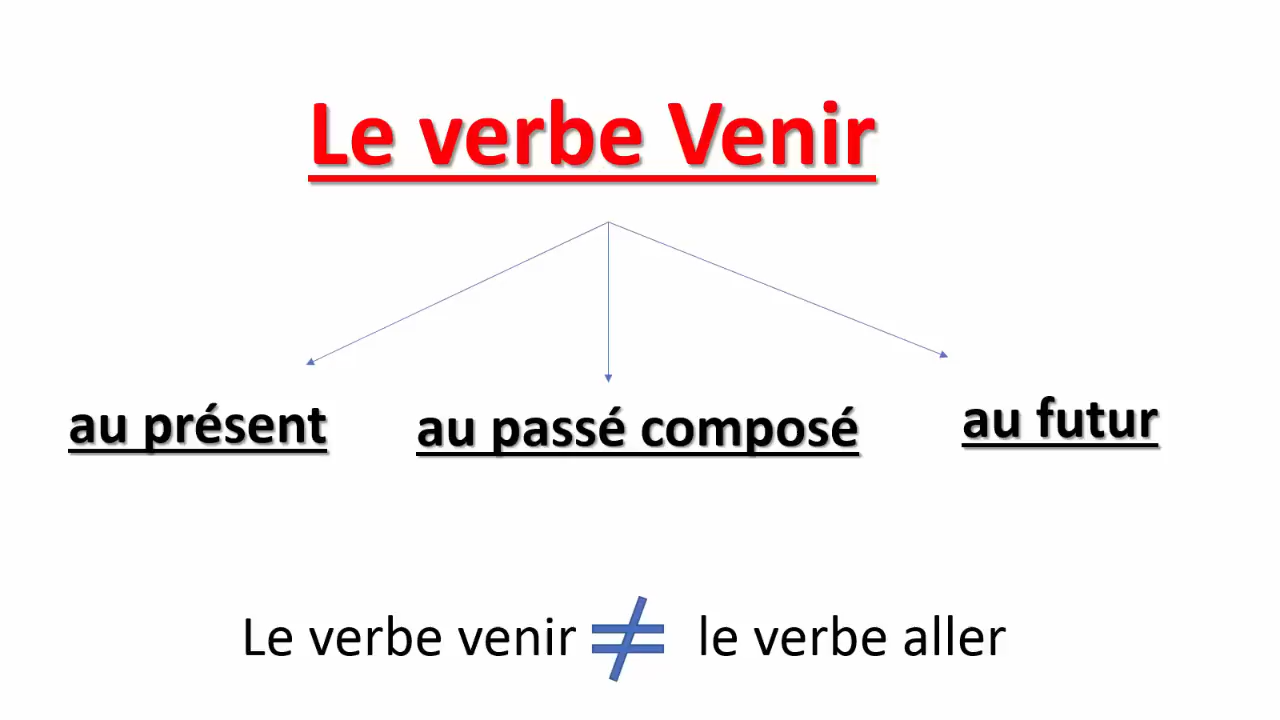 Le verbe Venir
au présent
au passé composé
au futur
Le verbe venir ≠ le verbe aller